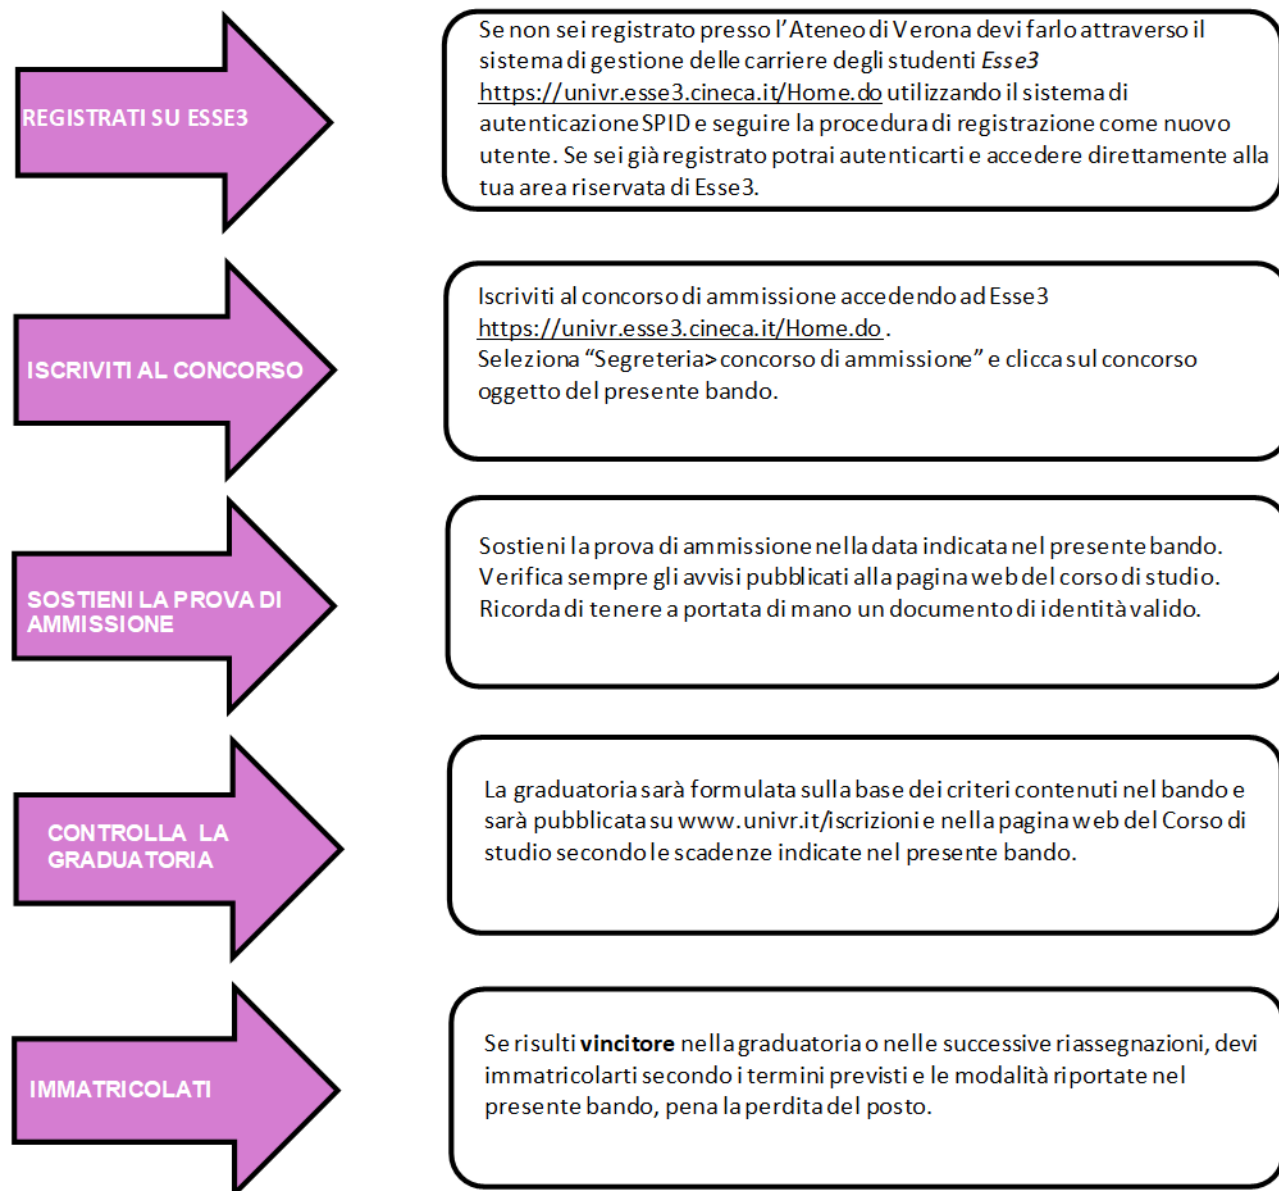 REGISTRATI SU ESSE3
Se non sei registrato presso l'Ateneo di Verona devi farlo attraverso il
sistema di gestione delle carriere degli studenti Esse3
https://univr.esse3.cineca.it/Home.do utilizzando il sistema di
autenticazione SPID e seguire la procedura di registrazione come nuovo
utente. Se sei già registrato potrai autenticarti e accedere direttamente alla
tua area riservata di Esse3.
ISCRIVITI AL CONCORSO
Iscriviti al concorso di ammissione accedendo ad Esse3
https://univr.esse3.cineca.it/Home.do .
Seleziona “Segreteria> concorso di ammissione” e clicca sul concorso
oggetto del presente bando.
SOSTIENI LA PROVA DI
AMMISSIONE
Sostieni la prova di ammissione nella data indicata nel presente bando.
Verifica sempre gli avvisi pubblicati alla pagina web del corso di studio.
Ricorda di tenere a portata di mano un documento di identità valido.
CONTROLLA LA
GRADUATORIA
La graduatoria sarà formulata sulla base dei criteri contenuti nel bando e
sarà pubblicata su www.univr.it/iscrizioni e nella pagina web del Corso di
studio secondo le scadenze indicate nel presente bando.
IMMATRICOLATI
Se risulti vincitore nella graduatoria o nelle successive riassegnazioni, devi
immatricolarti secondo i termini previsti e le modalità riportate nel
presente bando, pena la perdita del posto.